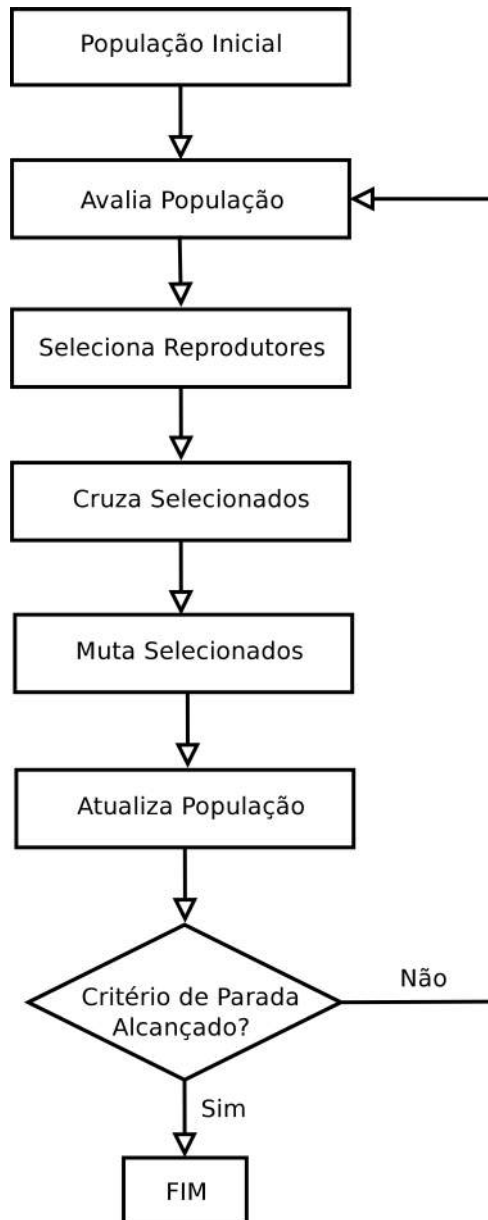 População Inicial
Avalia População
Seleciona Reprodutores
Cruza Selecionados
Muta Selecionados
Atualiza População
Critério de Parada
Alcançado?
Não
Sim
FIM